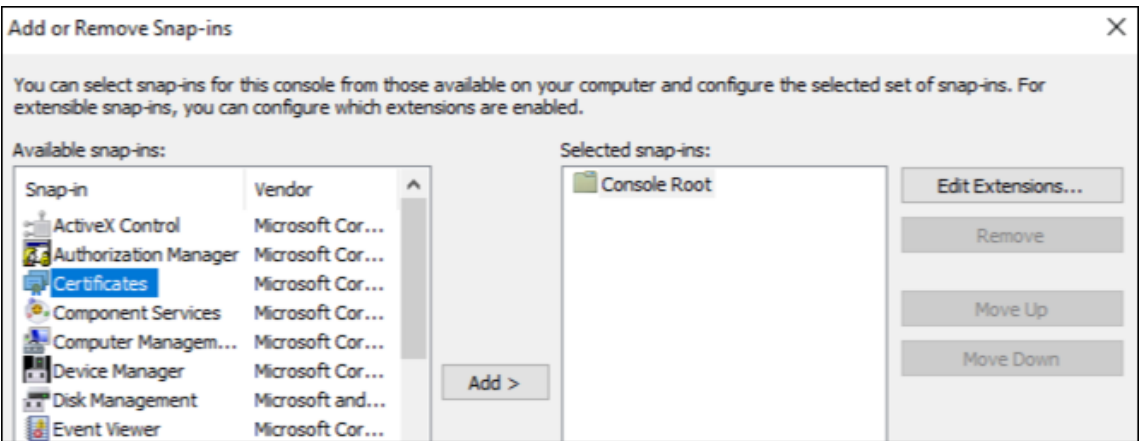 Add or Remove Snap-ins
You can select snap-ins for this console from those available on your computer and configure the selected set of snap-ins. For
extensible snap-ins, you can configure which extensions are enabled.
Available snap-ins:
Snap-in Vendor
ActiveX Control Microsoft Cor...
Authorization Manager Microsoft Cor...
Certificates Microsoft Cor...
Component Services Microsoft Cor...
Computer Managem... Microsoft Cor...
Device Manager Microsoft Cor...
Disk Management Microsoft and...
Event Viewer Microsoft Cor...
Add >
Selected snap-ins:
Console Root
Edit Extensions...
Remove
Move Up
Move Down